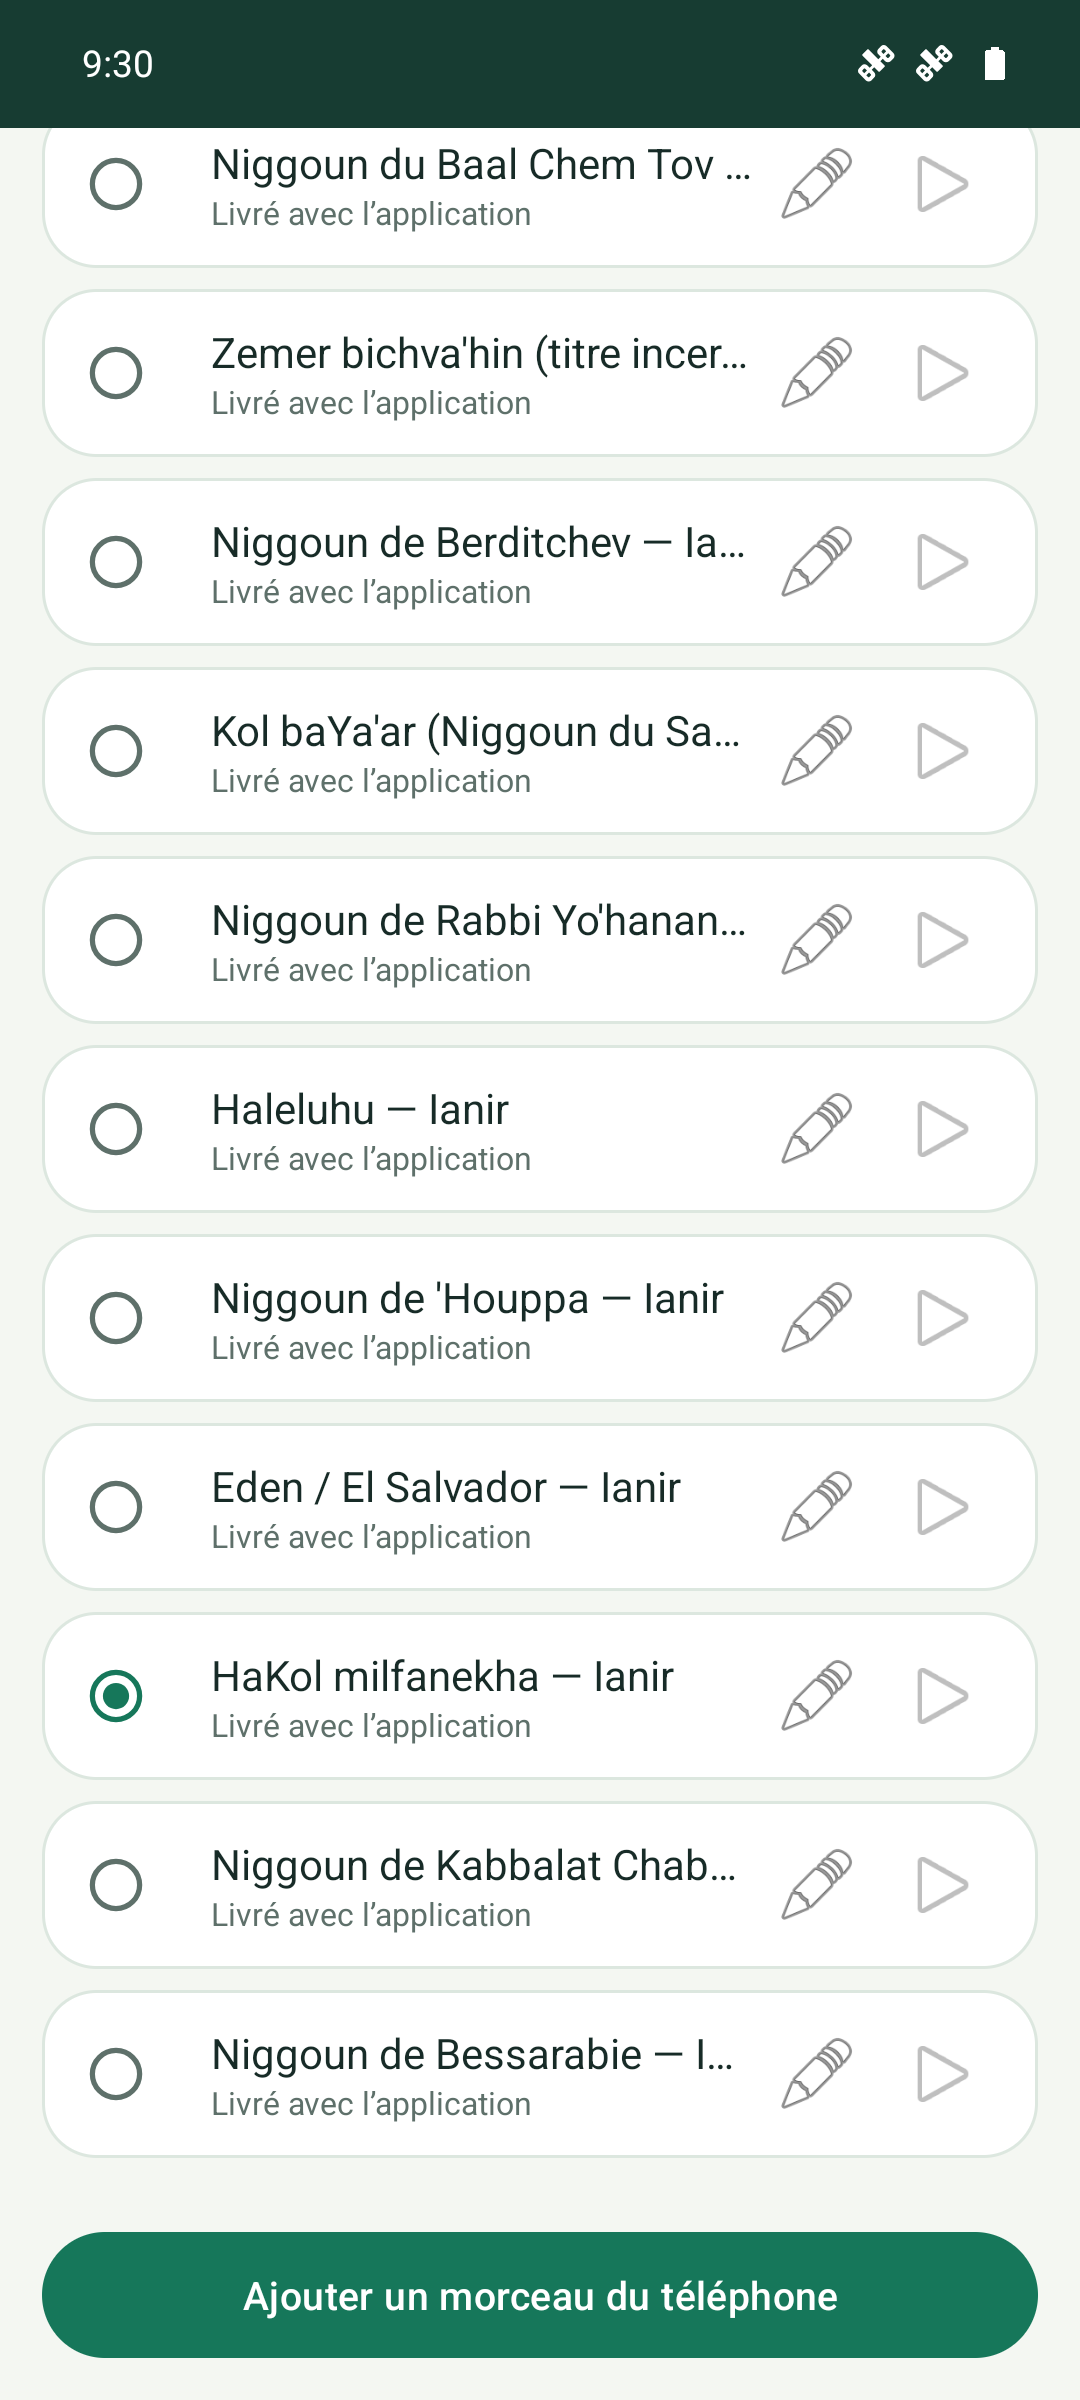 9:30
Niggoun du Baal Chem Tov ...
Livré avec l’application
Zemer bichva'hin (titre incer...
Livré avec l’application
Niggoun de Berditchev — Ia...
Livré avec l’application
Kol baYa'ar (Niggoun du Sa...
Livré avec l’application
Niggoun de Rabbi Yo'hanan...
Livré avec l’application
Haleluhu — Ianir
Livré avec l’application
Niggoun de 'Houppa — Ianir
Livré avec l’application
Eden / El Salvador — Ianir
Livré avec l’application
HaKol milfanekha — Ianir
Livré avec l’application
Niggoun de Kabbalat Chab...
Livré avec l’application
Niggoun de Bessarabie — I...
Livré avec l’application
Ajouter un morceau du téléphone